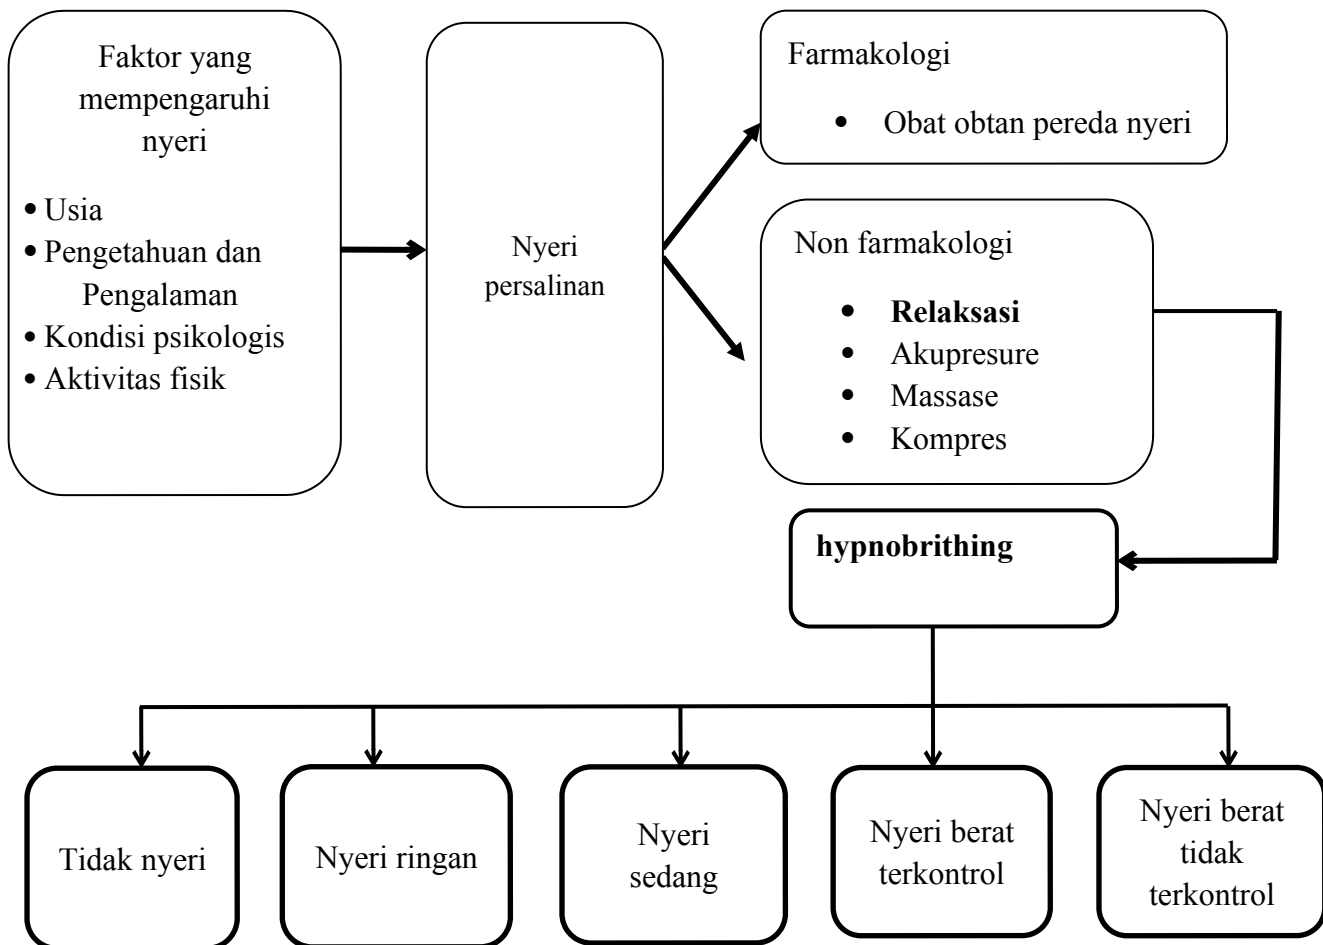 Faktor yang
mempengaruhi
nyeri
• Usia
• Pengetahuan dan
Pengalaman
• Kondisi psikologis
• Aktivitas fisik
Nyeri
persalinan
Farmakologi
• Obat obtan pereda nyeri
Non farmakologi
• Relaksasi
• Akupresure
• Massase
• Kompres
hypnobrithing
Tidak nyeri
Nyeri ringan
Nyeri
sedang
Nyeri berat
terkontrol
Nyeri berat
tidak
terkontrol